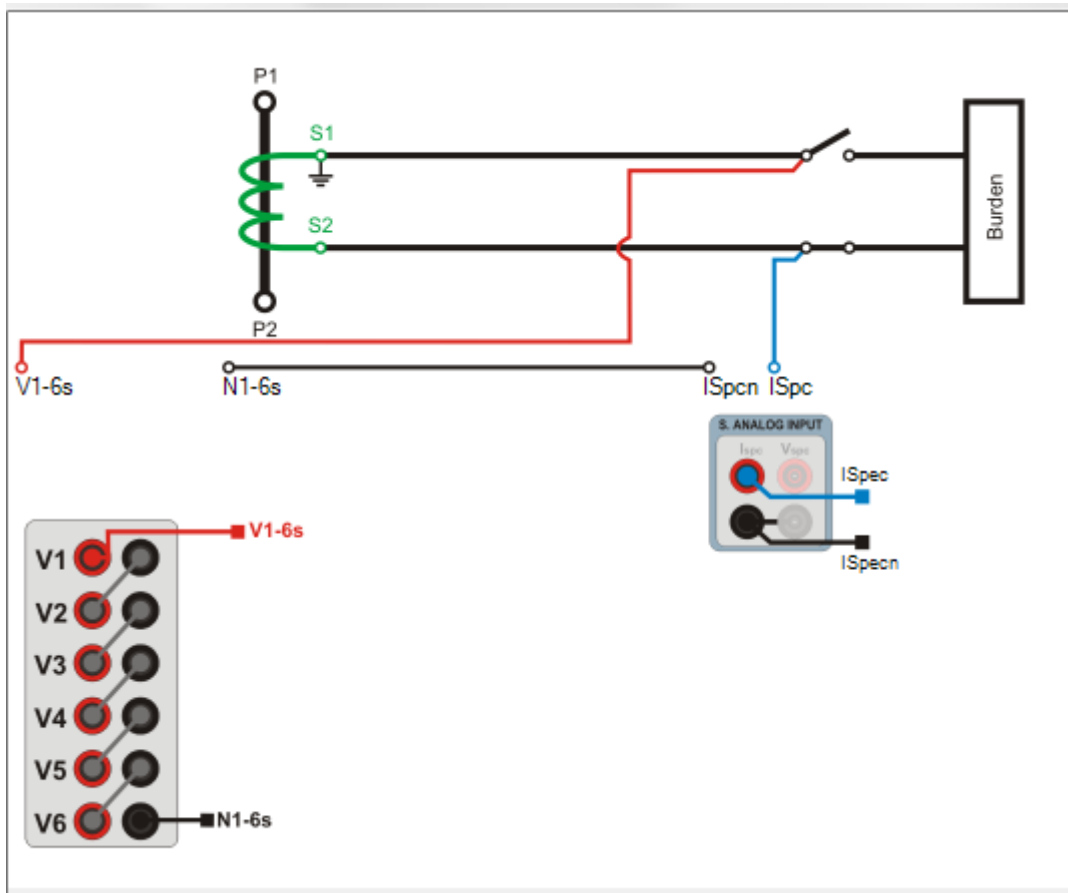 P1
S1
S2
P2
Burden
V1-6s
N1-6s
ISpcn
ISpc
S. ANALOG INPUT
Ispc
Vspc
ISpec
ISpecn
V1-6s
V1
V2
V3
V4
V5
V6
N1-6s